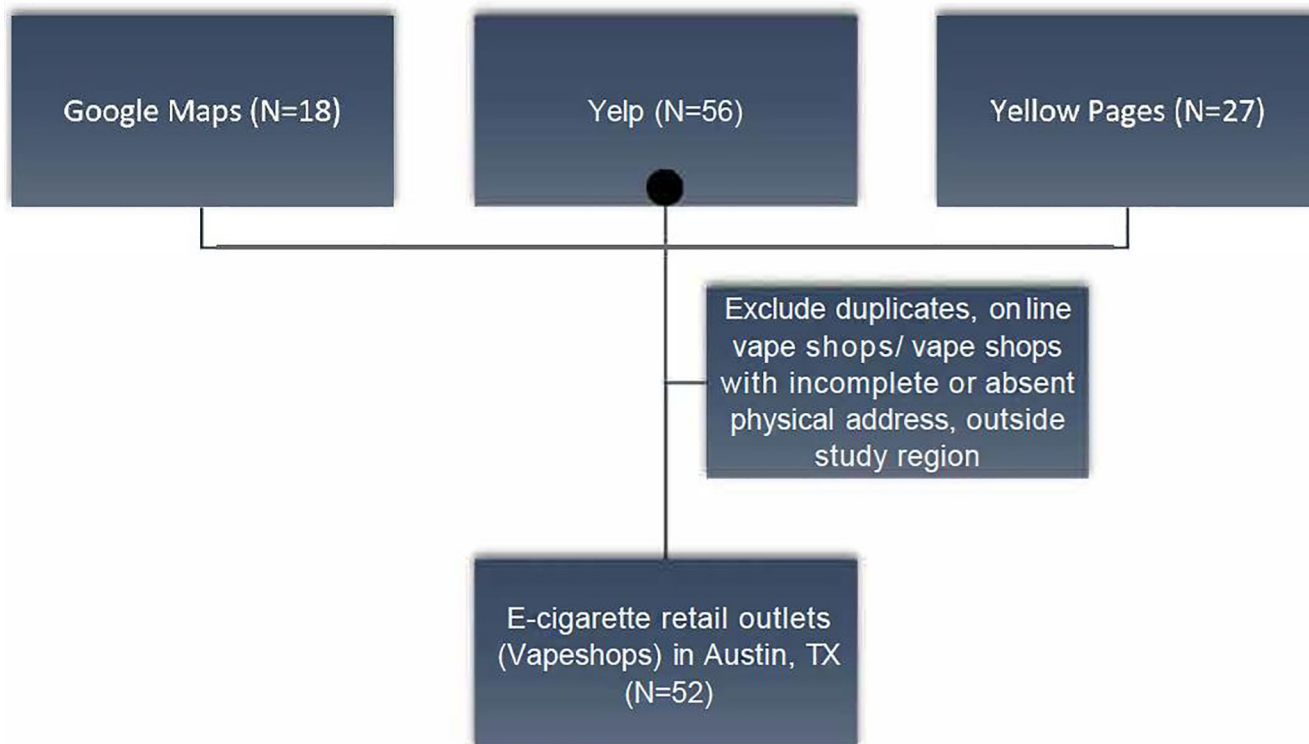 Google Maps (N=18)
Yelp (N=56)
Yellow Pages (N=27)
Exclude duplicates, on line
vape shops/ vape shops
with incomplete or absent
physical address, outside
study region
E-cigarette retail outlets
(Vapeshops) in Austin, TX
(N=52)